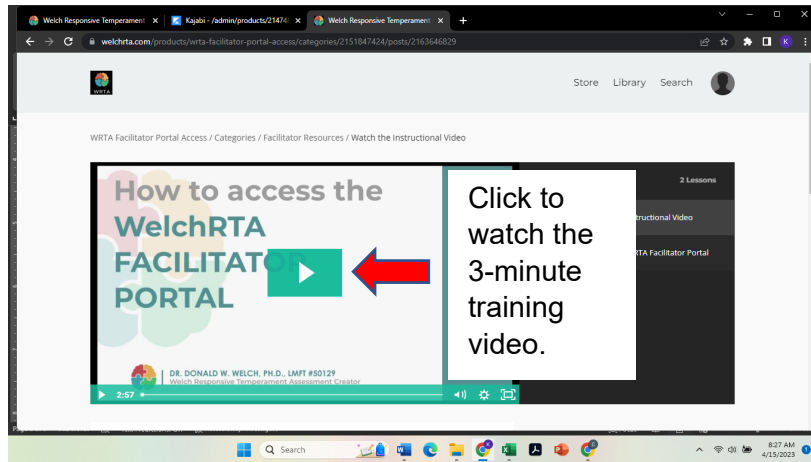 Welch Responsive Temperament
Kajabi - /admin/products/21474
Welch Responsive Temperament
welchrta.com/products/wrta-facilitator-portal-access/categories/2151847424/posts/2163646829
K
WRTA
Store Library Search
WRTA Facilitator Portal Access / Categories / Facilitator Resources / Watch the Instructional Video
How to access the
WelchRTA
FACILITATOR
PORTAL
DR. DONALD W. WELCH, PH.D., LMFT #50129
Welch Responsive Temperament Assessment Creator
2:57
Click to
watch the
3-minute
training
video.
2 Lessons
tructional Video
RTA Facilitator Portal
Search
8:27 AM
4/15/2023